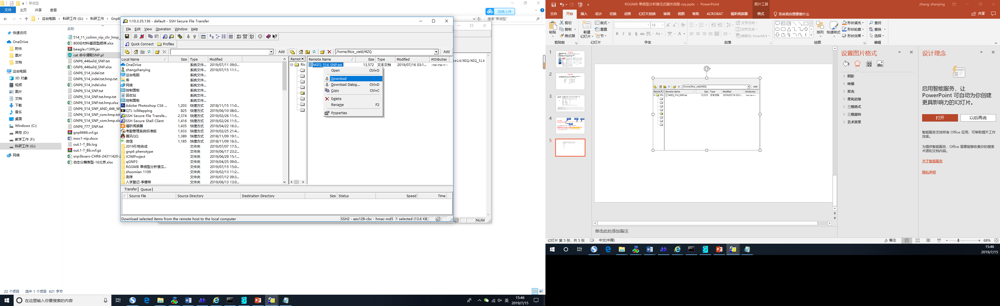 单倍型
文件 主页 共享 查看
拖拽上传
这台电脑 > 科研工作 (G:) > 科研工作 > Gnp6
搜索"单倍型"
快速访问
OneDrive
附件
图片
文档
这台电脑
3D 对象
视频
图片
文档
下载
音乐
桌面
Windows (C:)
其他 (D:)
教学工作 (F:)
科研工作 (G:)
网络
名称
514_11_colimn_nip_chr_hmp_
800份材料基因型顺序.xlsx
beagle.r1399.jar
cat 命令调取SNP.pl
GNP6_446wild_SNP.txt
GNP6_446wild_SNP.xlsx
GNP6_514_indel.txt
GNP6_514_indel.txt.hmp.txt
GNP6_514_indel.xlsx
GNP6_514_SNP.txt
GNP6_514_SNP.txt.hmp.txt
GNP6_514_SNP.txt.hmp.xlsx
GNP6_514_SNP_AND_446_W
GNP6_514_SNP_com.hmp.txt
GNP6_514_SNP_com.hmp.xls
GNP6_777_SNP.txt
gnp6666.vcf.gz
moc1-nip.docx
out.1-T_Bb.log
out.1-T_Bb.vcf.gz
snp3kvars-CHR6-24311420-2
动态分蘖表型-16北京.xlsx
22 个项目 选中 1 个项目 621 字节
1:10.3.35.136 - default - SSH Secure File Transfer
File Edit View Operation Window Help
Quick Connect Profiles
Add /home/Rice_yield/MZQ Add
Local Name / Size Type Modified
OneDrive 系统文件... 2019/07/11 09:0...
zhangzhanying 系统文件... 2019/07/15 11:1...
这台电脑 系统文件...
库 系统文件...
网络 系统文件...
控制面板 系统文件...
回收站 系统文件...
控制面板 系统文件...
Adobe Photoshop CS6 ... 1,203 快捷方式 2018/11/15 11:0...
QTL IciMapping 825 快捷方式 2019/06/10 08:0...
SSH Secure File Transfe... 2,374 快捷方式 2019/02/26 11:5...
SSH Secure Shell Client 1,416 快捷方式 2019/02/26 11:5...
福昕阅读器 1,435 快捷方式 2019/04/22 16:3...
考勤管理系统标准版 1,933 快捷方式 2019/02/25 21:4...
腾讯QQ 1,389 快捷方式 2018/11/09 19:1...
微信 1,185 快捷方式 2018/11/09 16:3...
2019引物合成 文件夹 2019/07/07 17:5...
gnp6 phenotype 文件夹 2019/06/17 23:2...
ICIMProject 文件夹 2019/06/29 15:1...
qGNP3 文件夹 2019/04/25 09:0...
RGGMB 单倍型分析傻瓜... 文件夹 2019/07/15 15:0...
zhuomian 1109 文件夹 2019/02/13 11:2...
测序 文件夹 2019/07/12 09:3...
入学登记-李蕙希 文件夹 2019/06/13 13:0...
Remot
Ric
Remote Name / Size Type Modified Attributes
MZQ_514_SNP.txt 13,572 文本文档 2019/07/16 03:1... -rw-rw-r--
Open Ctrl+O
Download
Download Dialog... Ctrl+D
Copy Ctrl+C
Delete
Rename F2
Properties
ield/MZQ/MZQ_514
Transfer Queue
/ Source File Source Directory Destination Directory Size Status Speed Time
Download selected items from the remote host to the local computer
SSH2 - aes128-cbc - hmac-md5 1 selected (13.6 KB)
NUM
在这里输入你要搜索的内容
英
15:46
2019/7/15
RGGMB 单倍型分析傻瓜式操作流程-zzy.pptx - PowerPoint
图片工具
zhang zhanying
文件 开始 插入 设计 切换 动画 幻灯片放映 审阅 视图 帮助 ACROBAT 福昕阅读器 格式 告诉我你想要做什么 共享
粘贴 剪切 复制 格式刷
剪贴板
新建幻灯片 版式 重置 节
幻灯片
18
字体
文字方向 对齐文本 转换为 SmartArt
段落
排列 快速样式 形状填充 形状轮廓 形状效果
绘图
查找 替换 选择
编辑
1
2
3
4
5
/home/Rice_yield/MZQ Add
Remot Remote Name / Size Type Modified Attributes
Ric MZQ_514_SNP.txt 13,572 文本文档 2019/07/16 03:1... -rw-rw-r--
设置图片格式
阴影
映像
发光
柔化边缘
三维格式
三维旋转
艺术效果
设计理念
启用智能服务，让
PowerPoint 可自动为你创建
更具影响力的幻灯片。
打开 以后再说
智能服务支持所有 Office 应用，可帮助提升工作
效率。
为提供智能服务，Office 需要能够收集你的搜索
术语和文档内容。
关于智能服务
隐私声明
单击此处添加备注
幻灯片 第 5 张，共 5 张 中文(中国) 备注 68%
15:46
2019/7/15